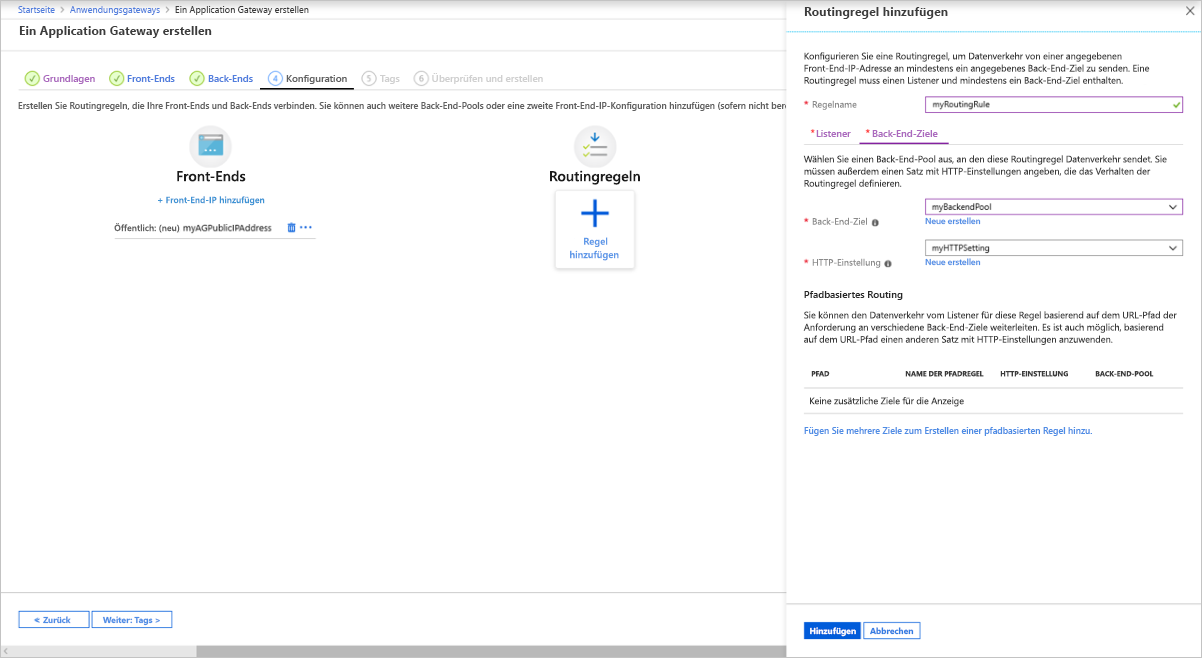 Startseite > Anwendungsgateways > Ein Application Gateway erstellen
Ein Application Gateway erstellen
Grundlagen
Front-Ends
Back-Ends
4 Konfiguration
5 Tags
6 Überprüfen und erstellen
Erstellen Sie Routingregeln, die Ihre Front-Ends und Back-Ends verbinden. Sie können auch weitere Back-End-Pools oder eine zweite Front-End-IP-Konfiguration hinzufügen (sofern nicht ber
Front-Ends
+ Front-End-IP hinzufügen
Öffentlich: (neu) myAGPublicIPAddress
Routingregeln
Regel
hinzufügen
< Zurück
Weiter: Tags >
Routingregel hinzufügen
Konfigurieren Sie eine Routingregel, um Datenverkehr von einer angegebenen
Front-End-IP-Adresse an mindestens ein angegebenes Back-End-Ziel zu senden. Eine
Routingregel muss einen Listener und mindestens ein Back-End-Ziel enthalten.
* Regelname
myRoutingRule
* Listener
* Back-End-Ziele
Wählen Sie einen Back-End-Pool aus, an den diese Routingregel Datenverkehr sendet. Sie
müssen außerdem einen Satz mit HTTP-Einstellungen angeben, die das Verhalten der
Routingregel definieren.
* Back-End-Ziel
myBackendPool
Neue erstellen
* HTTP-Einstellung
myHTTPSetting
Neue erstellen
Pfadbasiertes Routing
Sie können den Datenverkehr vom Listener für diese Regel basierend auf dem URL-Pfad der
Anforderung an verschiedene Back-End-Ziele weiterleiten. Es ist auch möglich, basierend
auf dem URL-Pfad einen anderen Satz mit HTTP-Einstellungen anzuwenden.
PFAD NAME DER PFADREGEL HTTP-EINSTELLUNG BACK-END-POOL
Keine zusätzliche Ziele für die Anzeige
Fügen Sie mehrere Ziele zum Erstellen einer pfadbasierten Regel hinzu.
Hinzufügen
Abbrechen